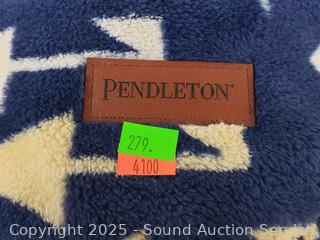 PENDLETON®
279.
4100
Copyright 2025 - Sound Auction Service